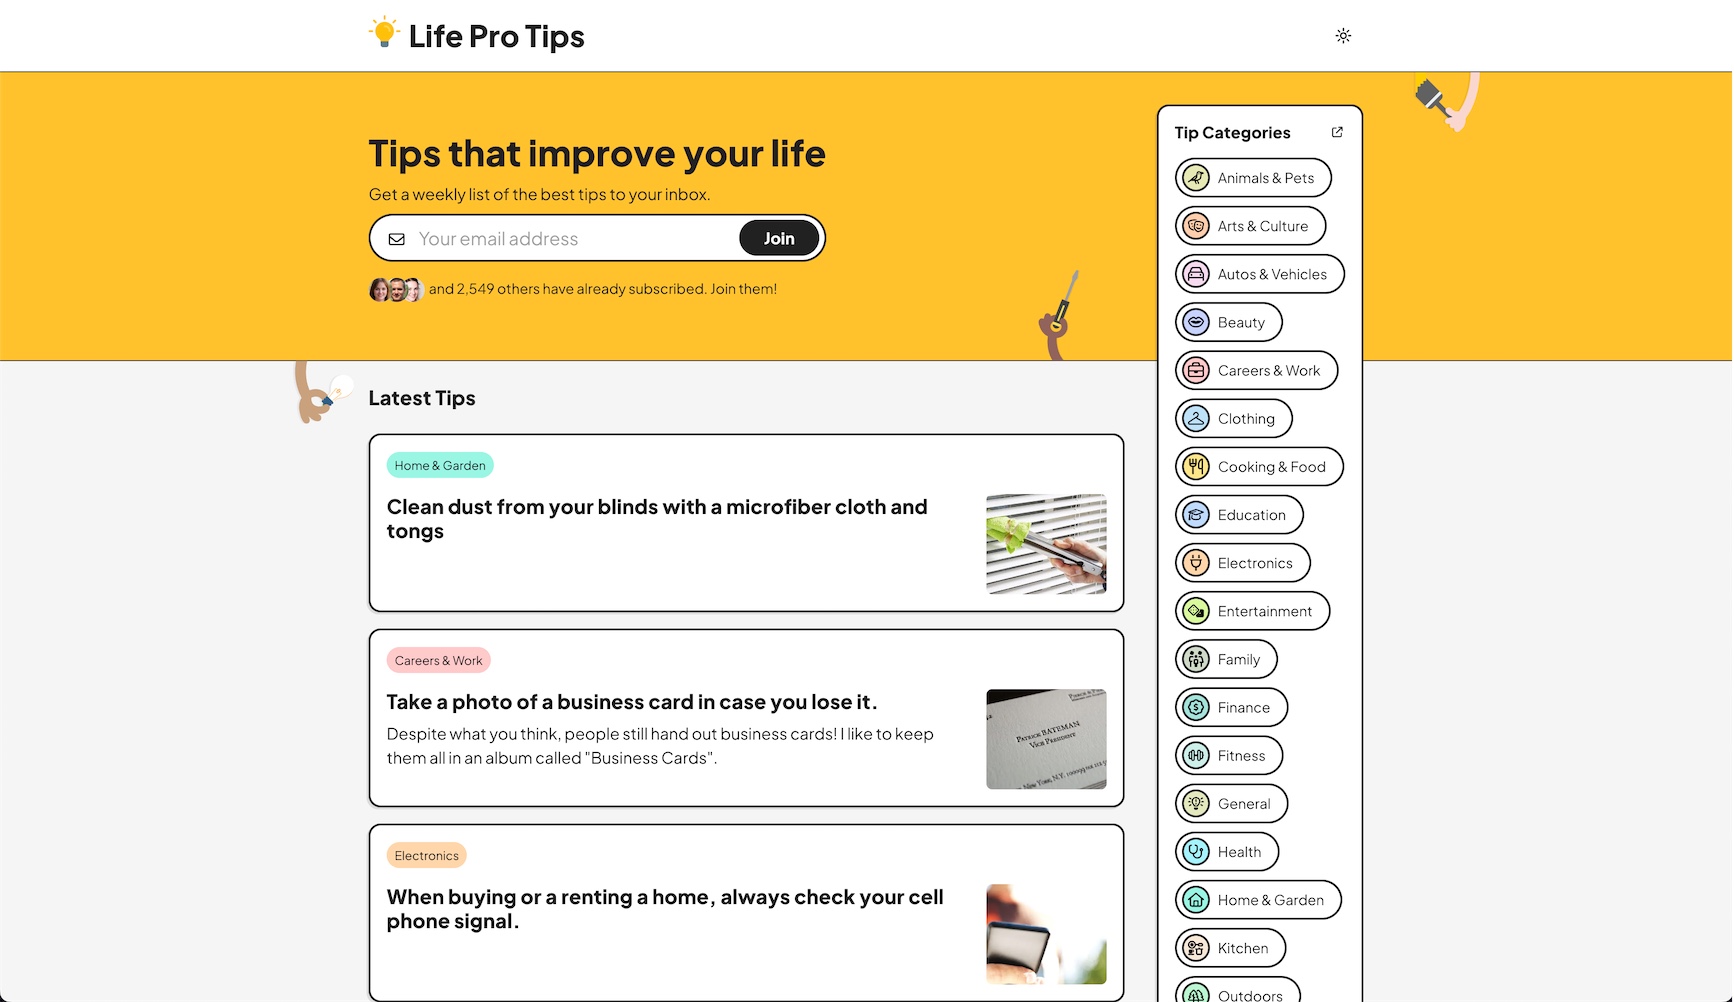 Life Pro Tips
Tips that improve your life
Get a weekly list of the best tips to your inbox.
Your email address
Join
and 2,549 others have already subscribed. Join them!
Latest Tips
Home & Garden
Clean dust from your blinds with a microfiber cloth and
tongs
Careers & Work
Take a photo of a business card in case you lose it.
Despite what you think, people still hand out business cards! I like to keep
them all in an album called "Business Cards".
PATRICK BATEMAN
VICE PRESIDENT
Electronics
When buying or a renting a home, always check your cell
phone signal.
Tip Categories
Animals & Pets
Arts & Culture
Autos & Vehicles
Beauty
Careers & Work
Clothing
Cooking & Food
Education
Electronics
Entertainment
Family
Finance
Fitness
General
Health
Home & Garden
Kitchen
Outdoors